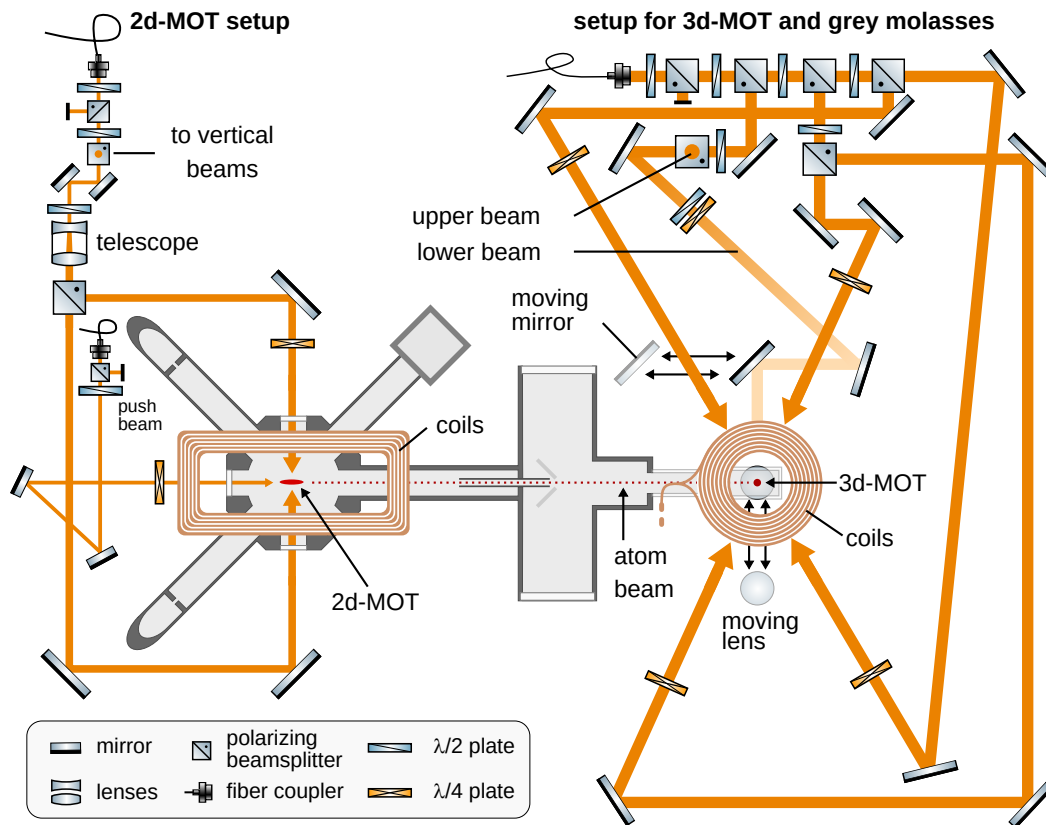 2d-MOT setup
setup for 3d-MOT and grey molasses
to vertical
beams
telescope
upper beam
lower beam
moving
mirror
push
beam
coils
3d-MOT
coils
2d-MOT
atom
beam
moving
lens
mirror
polarizing
beamsplitter
λ/2 plate
lenses
fiber coupler
λ/4 plate